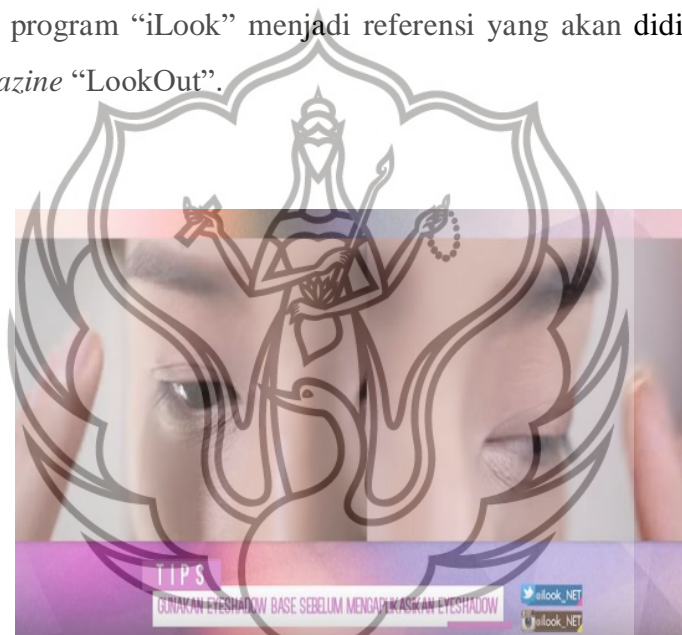 program “iLook” menjadi referensi yang akan didi
azine “LookOut”.
TIPS
GUNAKAN EYESHADOW BASE SEBELUM MENGAPLIKASIKAN EYESHADOW
@ilook_NET
@ilook_NET